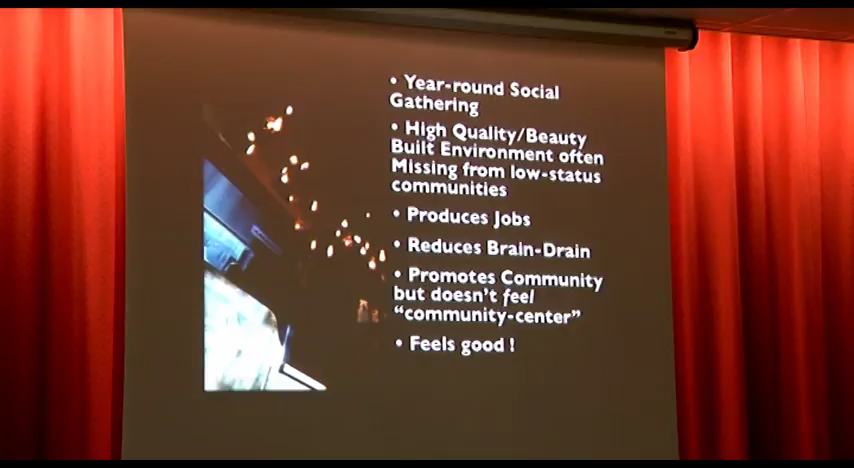 • Year-round Social
Gathering
• High Quality/Beauty
Built Environment often
Missing from low-status
communities
• Produces Jobs
• Reduces Brain-Drain
• Promotes Community
but doesn't feel
"community-center"
• Feels good !